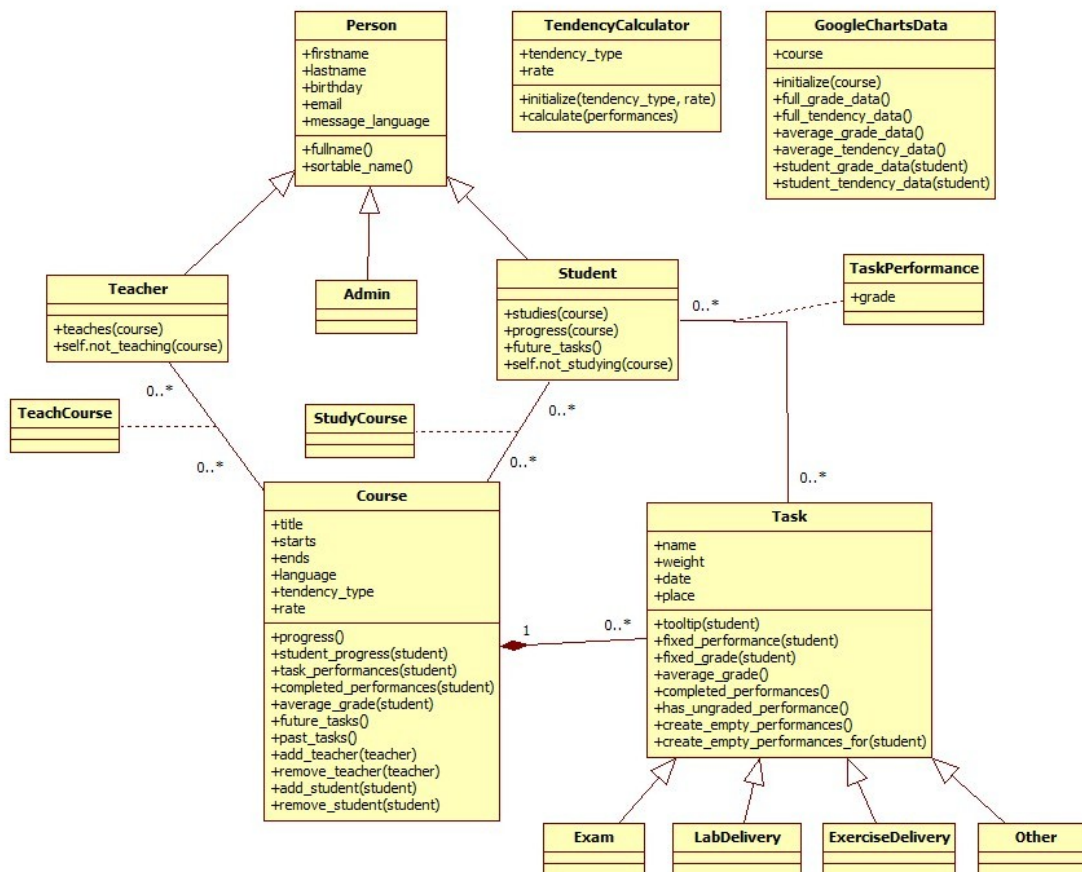 Person
+firstname
+lastname
+birthday
+email
+message_language
+fullname()
+sortable_name()
TendencyCalculator
+tendency_type
+rate
+initialize(tendency_type, rate)
+calculate(performances)
GoogleChartsData
+course
+initialize(course)
+full_grade_data()
+full_tendency_data()
+average_grade_data()
+average_tendency_data()
+student_grade_data(student)
+student_tendency_data(student)
Teacher
+teaches(course)
+self.not_teaching(course)
Admin
Student
+studies(course)
+progress(course)
+future_tasks()
+self.not_studying(course)
TaskPerformance
+grade
0..*
0..*
TeachCourse
0..*
StudyCourse
0..*
0..*
0..*
Course
+title
+starts
+ends
+language
+tendency_type
+rate
+progress()
+student_progress(student)
+task_performances(student)
+completed_performances(student)
+average_grade(student)
+future_tasks()
+past_tasks()
+add_teacher(teacher)
+remove_teacher(teacher)
+add_student(student)
+remove_student(student)
1
0..*
Task
+name
+weight
+date
+place
+tooltip(student)
+fixed_performance(student)
+fixed_grade(student)
+average_grade()
+completed_performances()
+has_ungraded_performance()
+create_empty_performances()
+create_empty_performances_for(student)
Exam
LabDelivery
ExerciseDelivery
Other